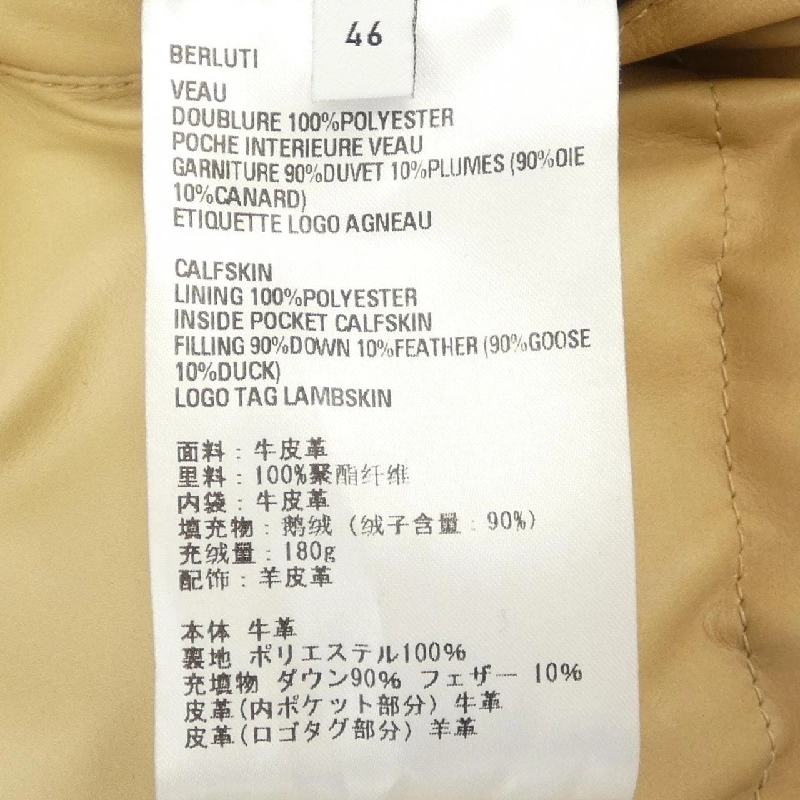 46
BERLUTI
VEAU
DOUBLURE 100%POLYESTER
POCHE INTERIEURE VEAU
GARNITURE 90%DUVET 10%PLUMES (90%OIE
10%CANARD)
ETIQUETTE LOGO AGNEAU
CALFSKIN
LINING 100%POLYESTER
INSIDE POCKET CALFSKIN
FILLING 90%DOWN 10%FEATHER (90%GOOSE
10%DUCK)
LOGO TAG LAMBSKIN
面料：牛皮革
里料：100%聚酯纤维
内袋：牛皮革
填充物：鹅绒（绒子含量：90%）
充绒量：180g
配饰：羊皮革
本体 牛革
裏地 ポリエステル100%
充填物 ダウン90% フェザー 10%
皮革(内ポケット部分) 牛革
皮革(ロゴタグ部分) 羊革